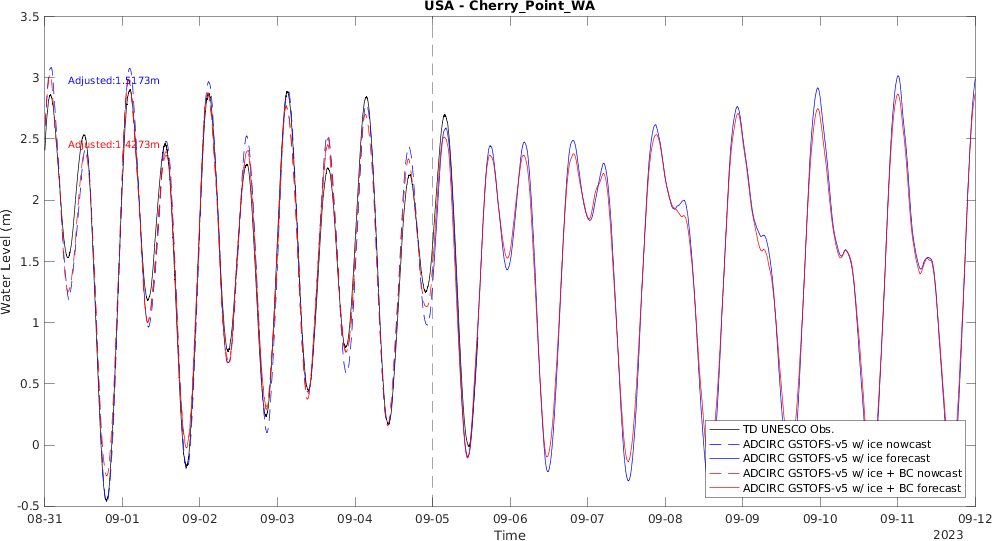 USA - Cherry_Point_WA
3.5
3
2.5
2
1.5
1
0.5
0
-0.5
Water Level (m)
Adjusted:1.5173m
Adjusted:1.4273m
TD UNESCO Obs.
ADCIRC GSTOFS-v5 w/ ice nowcast
ADCIRC GSTOFS-v5 w/ ice forecast
ADCIRC GSTOFS-v5 w/ ice + BC nowcast
ADCIRC GSTOFS-v5 w/ ice + BC forecast
08-31 09-01 09-02 09-03 09-04 09-05 09-06 09-07 09-08 09-09 09-10 09-11 09-12
Time
2023